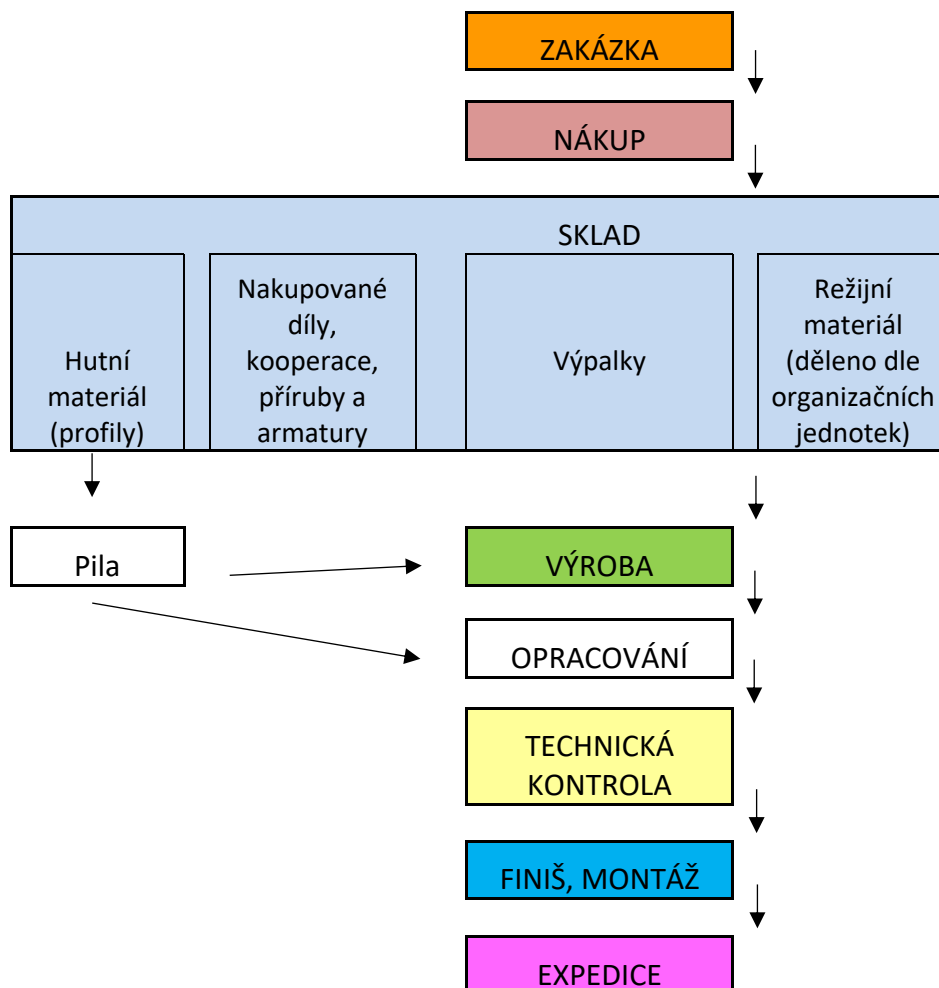 ZAKÁZKA
NÁKUP
SKLAD
Hutní
materiál
(profily)
Nakupované
díly,
kooperace,
příruby a
armatury
Výpalky
Režijní
materiál
(děleno dle
organizačních
jednotek)
Pila
VÝROBA
OPRACOVÁNÍ
TECHNICKÁ
KONTROLA
FINIŠ, MONTÁŽ
EXPEDICE